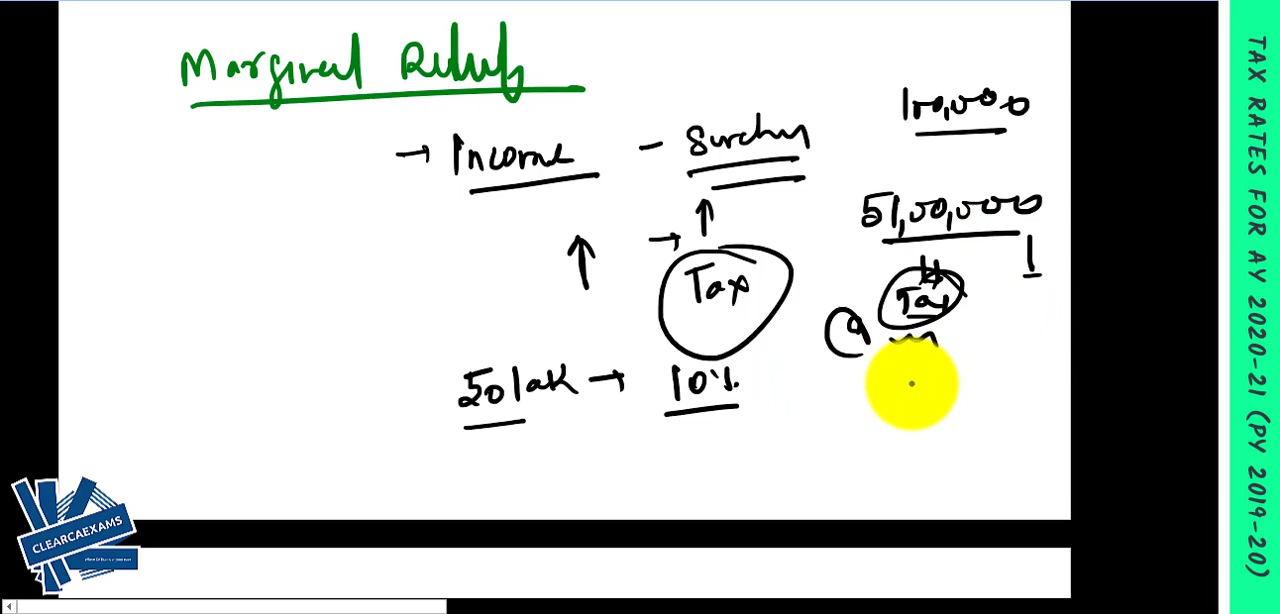 Marginal Relief
100,000
→ Income - Surchar
51,00,000
Tax
Tax
50 lak → 10%
CLEARCAEXAMS
TAX RATES FOR AY 2020-21 (PY 2019-20)